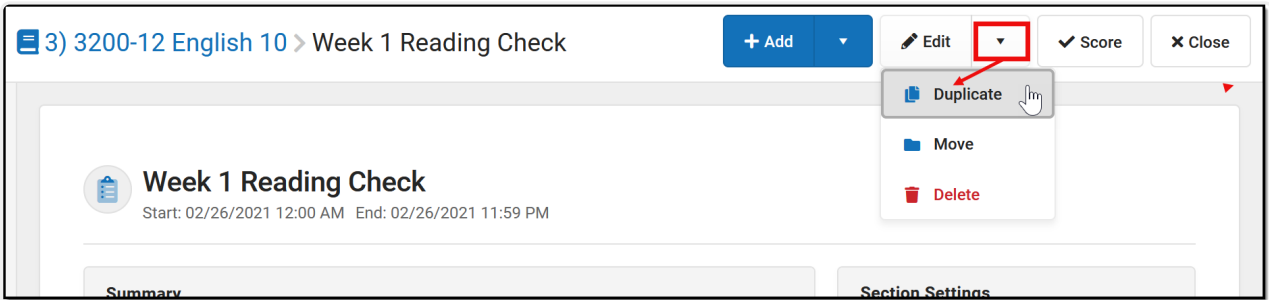 3) 3200-12 English 10 > Week 1 Reading Check
+ Add
Edit
Score
Close
Duplicate
Move
Delete
Week 1 Reading Check
Start: 02/26/2021 12:00 AM End: 02/26/2021 11:59 PM
Summary
Section Settings